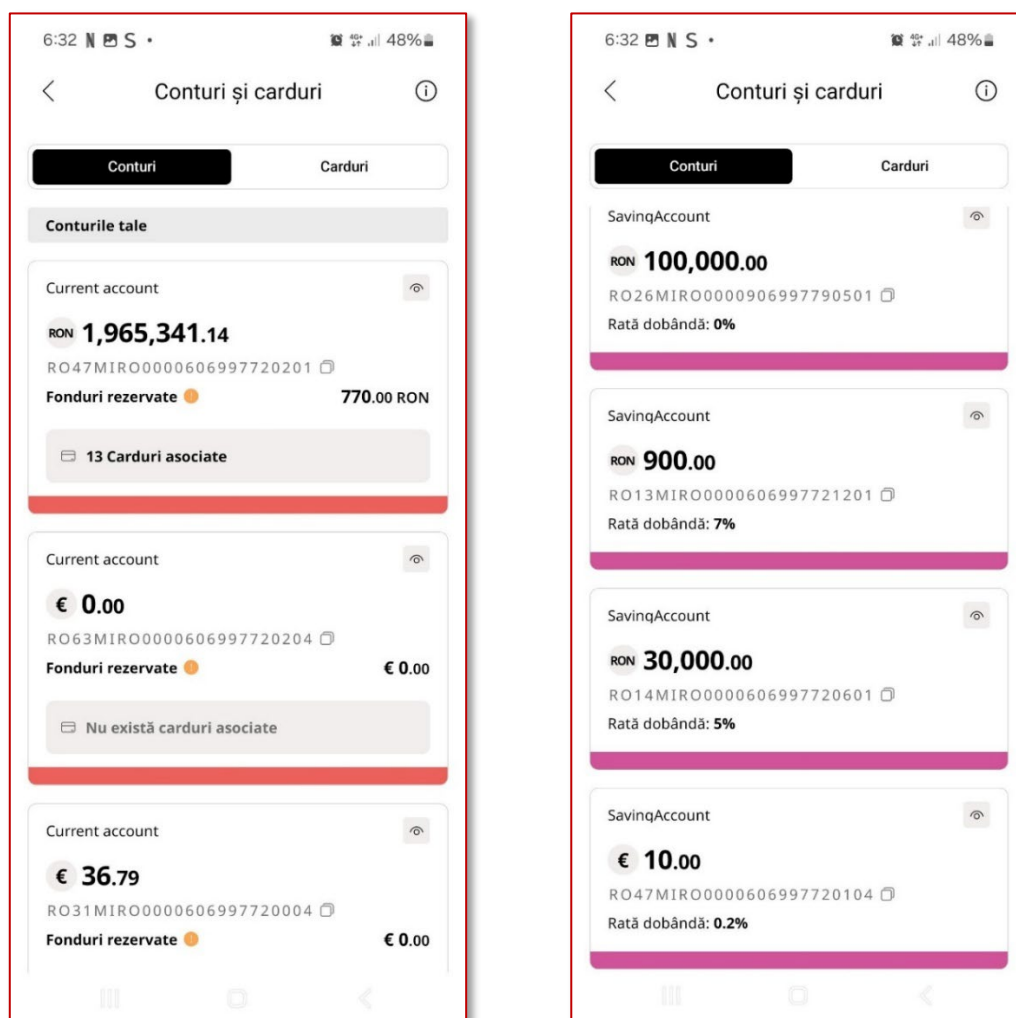 6:32 N S •
4G+ 48%
Conturi și carduri
Conturi Carduri
Conturile tale
Current account
RON 1,965,341.14
RO47MIRO0000606997720201
Fonduri rezervate 770.00 RON
13 Carduri asociate
Current account
€ 0.00
RO63MIRO0000606997720204
Fonduri rezervate € 0.00
Nu există carduri asociate
Current account
€ 36.79
RO31MIRO0000606997720004
Fonduri rezervate € 0.00
6:32 N S •
4G+ 48%
Conturi și carduri
Conturi Carduri
SavingAccount
RON 100,000.00
RO26MIRO0000906997790501
Rată dobândă: 0%
SavingAccount
RON 900.00
RO13MIRO0000606997721201
Rată dobândă: 7%
SavingAccount
RON 30,000.00
RO14MIRO0000606997720601
Rată dobândă: 5%
SavingAccount
€ 10.00
RO47MIRO0000606997720104
Rată dobândă: 0.2%